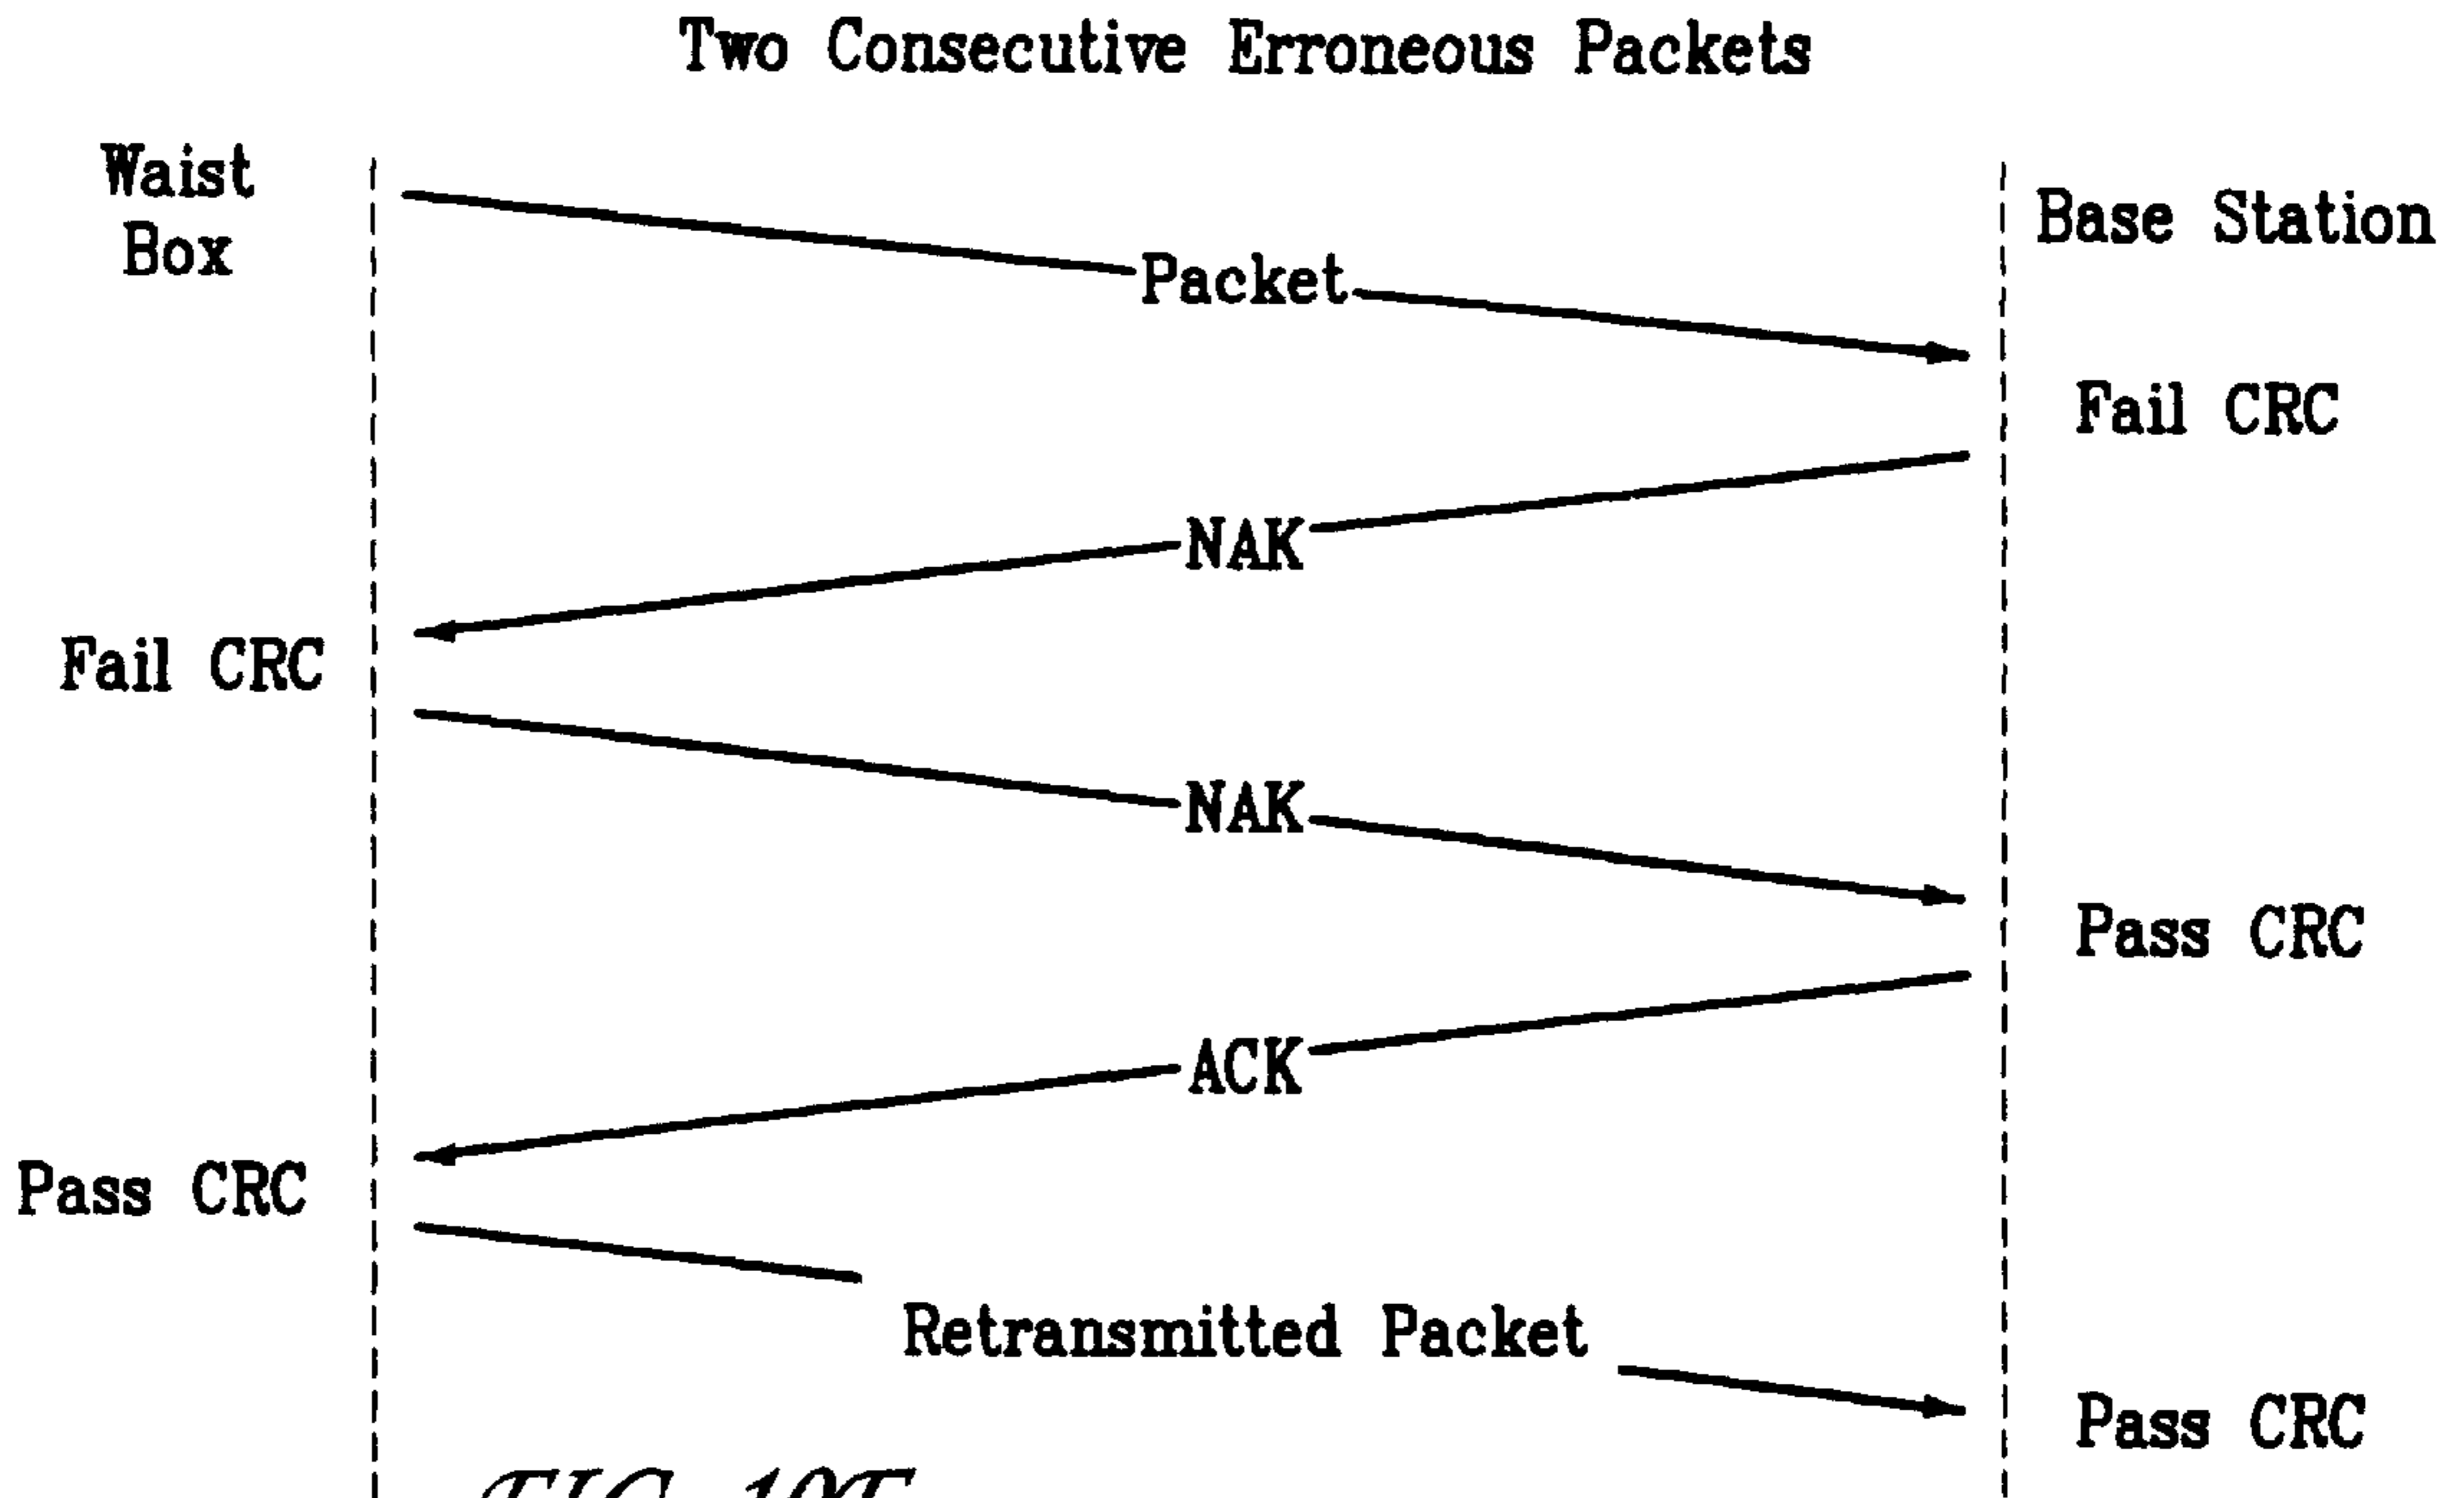 Two Consecutive Erroneous Packets
Waist
Box
Base Station
Packet
Fail CRC
NAK
Fail CRC
NAK
Pass CRC
ACK
Pass CRC
Retransmitted Packet
Pass CRC